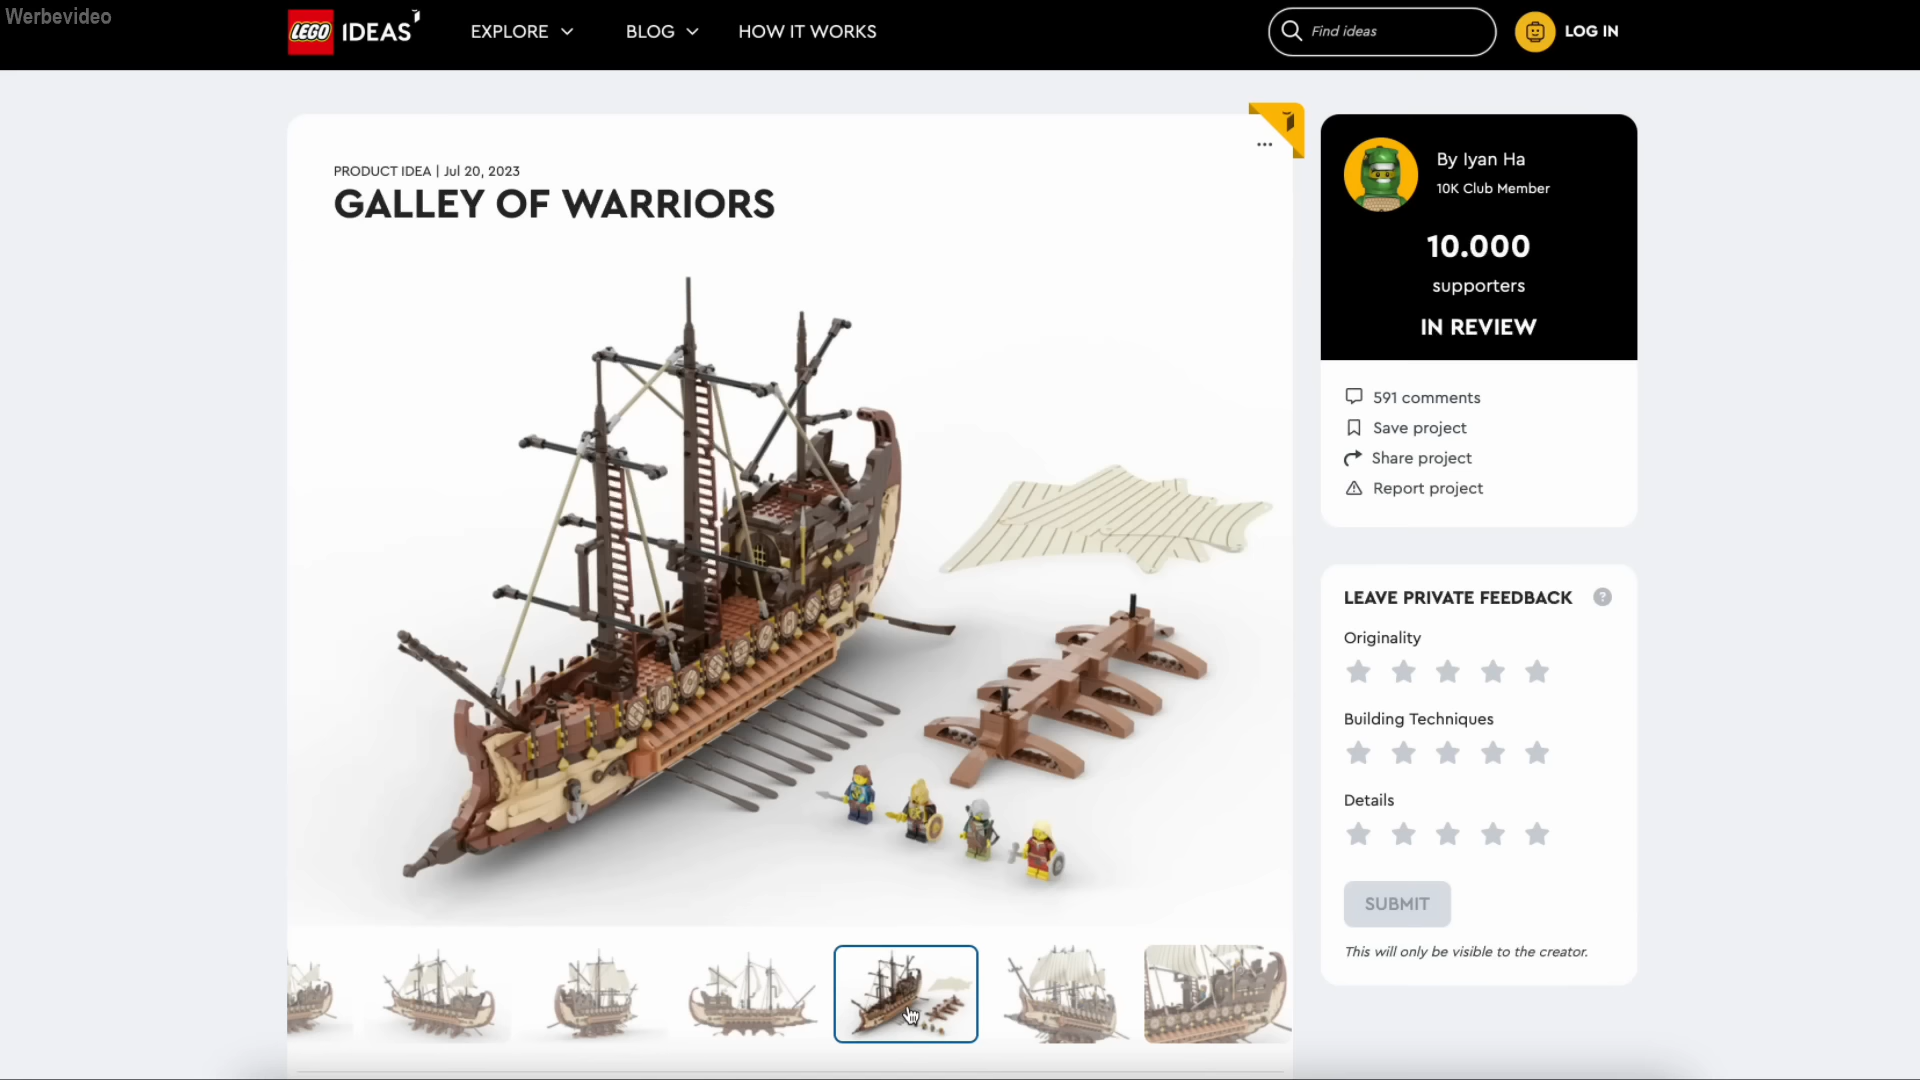 Werbevideo
LEGO IDEAS
EXPLORE
BLOG
HOW IT WORKS
Find ideas
LOG IN
PRODUCT IDEA | Jul 20, 2023
GALLEY OF WARRIORS
By Iyan Ha
10K Club Member
10.000
supporters
IN REVIEW
591 comments
Save project
Share project
Report project
LEAVE PRIVATE FEEDBACK ?
Originality
Building Techniques
Details
SUBMIT
This will only be visible to the creator.